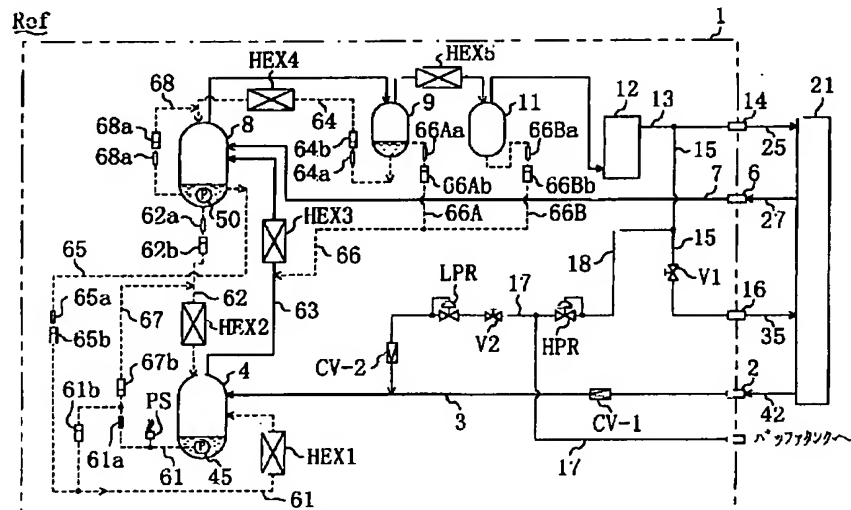 Ref
1
HEX4
HEX5
68
64
9
11
12
13
14
21
8
68a
68a
64b
64a
66Aa
66Ba
15
25
66Ab
66Bb
7
6
50
62a
62b
HEX3
66A
66B
27
65
66
15
18
V1
65a
65b
67
62
63
LPR
17
16
HEX2
V2
HPR
35
67b
4
CV-2
61b
PS
2
3
CV-1
42
61a
61
45
HEX1
17
バッファタンクへ
61